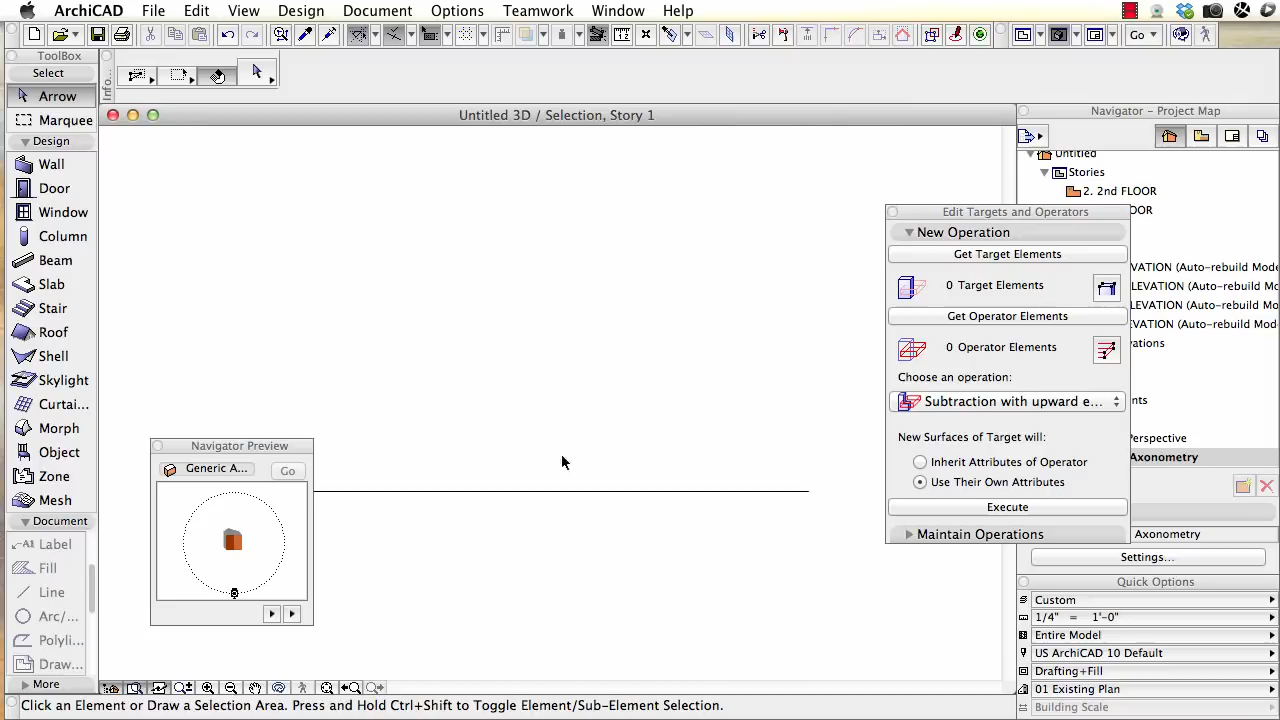 ArchiCAD File Edit View Design Document Options Teamwork Window Help
Go
ToolBox
Select
Arrow
Marquee
Design
Wall
Door
Window
Column
Beam
Slab
Stair
Roof
Shell
Skylight
Curtai...
Morph
Object
Zone
Mesh
Document
A1 Label
Fill
Line
Arc/
Polyli...
Draw...
More
Info...
Untitled 3D / Selection, Story 1
Navigator Preview
Generic A...
Go
Edit Targets and Operators
New Operation
Get Target Elements
0 Target Elements
Get Operator Elements
0 Operator Elements
Choose an operation:
Subtraction with upward e...
New Surfaces of Target will:
Inherit Attributes of Operator
Use Their Own Attributes
Execute
Maintain Operations
Navigator – Project Map
Untitled
Stories
2. 2nd FLOOR
OOR
VATION (Auto-rebuild Mode
EVATION (Auto-rebuild Mo
LEVATION (Auto-rebuild Mo
EVATION (Auto-rebuild Mo
vations
nts
Perspective
Axonometry
Axonometry
Settings...
Quick Options
Custom
1/4" = 1'-0"
Entire Model
US ArchiCAD 10 Default
Drafting+Fill
01 Existing Plan
Building Scale
Click an Element or Draw a Selection Area. Press and Hold Ctrl+Shift to Toggle Element/Sub-Element Selection.